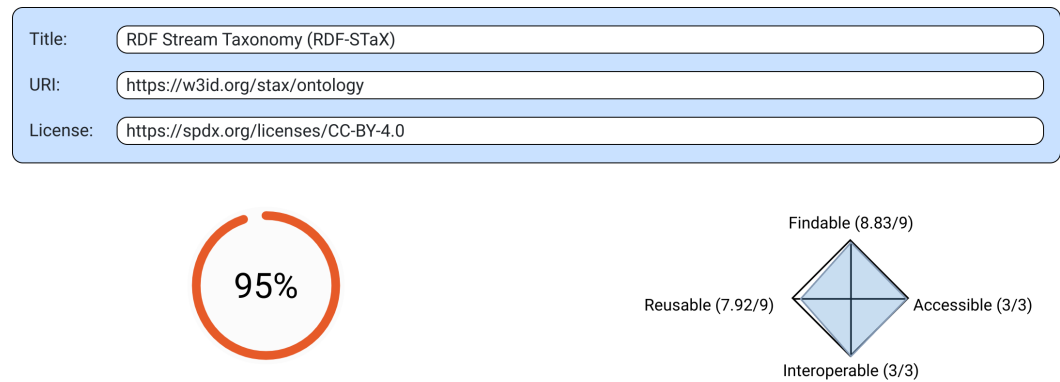 Title: RDF Stream Taxonomy (RDF-STaX)
URI: https://w3id.org/stax/ontology
License: https://spdx.org/licenses/CC-BY-4.0
95%
Findable (8.83/9)
Reusable (7.92/9) Accessible (3/3)
Interoperable (3/3)